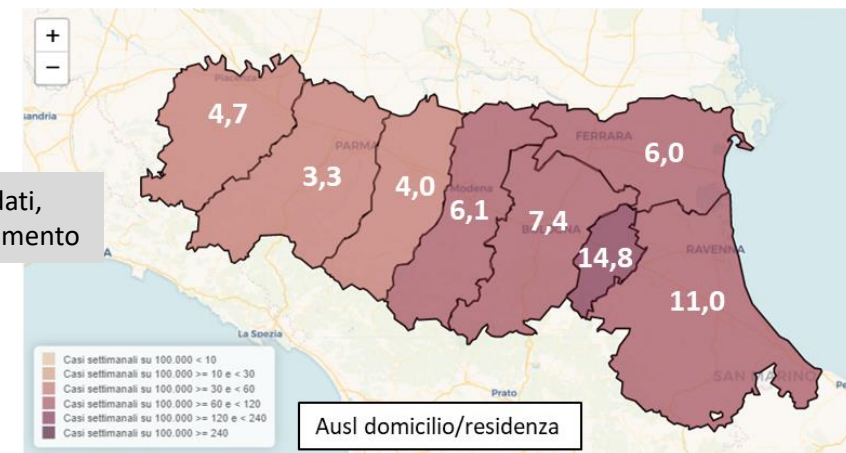 +
−
Piacenza
andria
4,7
PARMA
3,3
4,0
Modena
6,1
BOLOGNA
7,4
FERRARA
6,0
14,8
RAVENNA
11,0
lati,
mento
A
La Spezia
Prato
SAN MARINO
Pe
Casi settimanali su 100.000 < 10
Casi settimanali su 100.000 >= 10 e < 30
Casi settimanali su 100.000 >= 30 e < 60
Casi settimanali su 100.000 >= 60 e < 120
Casi settimanali su 100.000 >= 120 e < 240
Casi settimanali su 100.000 >= 240
Ausl domicilio/residenza